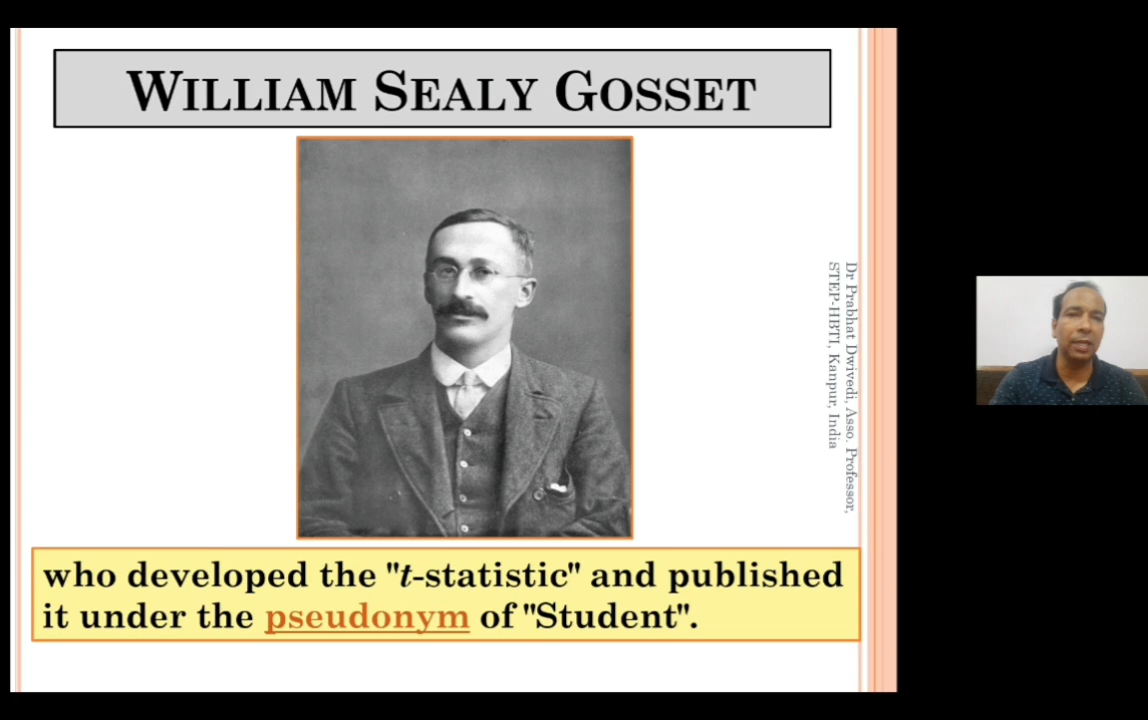 WILLIAM SEALY GOSSET
Dr Prabhat Dwivedi, Asso. Professor,
STEP-HBTI, Kanpur, India
who developed the "t-statistic" and published
it under the pseudonym of "Student".